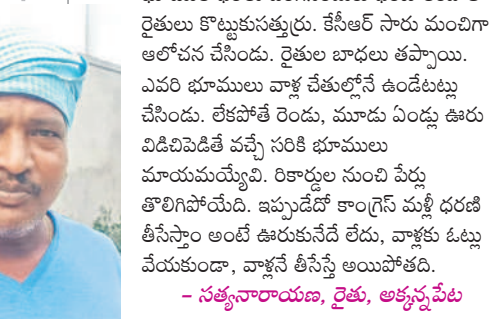 రైతులు కొట్టుకుసత్తుర్రు. కేసీఆర్ సారు మంచిగా
ఆలోచన చేసిండు. రైతుల బాధలు తప్పాయి.
ఎవరి భూములు వాళ్ల చేతుల్లోనే ఉండేటట్లు
చేసిండు. లేకపోతే రెండు, మూడు ఏండ్లు ఊరు
విడిచిపెడితే వచ్చే సరికి భూములు
మాయమయ్యేవి. రికార్డుల నుంచి పేర్లు
తొలిగిపోయేది. ఇప్పుడేదో కాంగ్రెస్ మళ్లీ ధరణి
తీసేస్తాం అంటే ఊరుకునేదే లేదు, వాళ్లకు ఓట్లు
వేయకుండా, వాళ్లనే తీసేస్తే అయిపోతది.
– సత్యనారాయణ, రైతు, అక్కన్నపేట